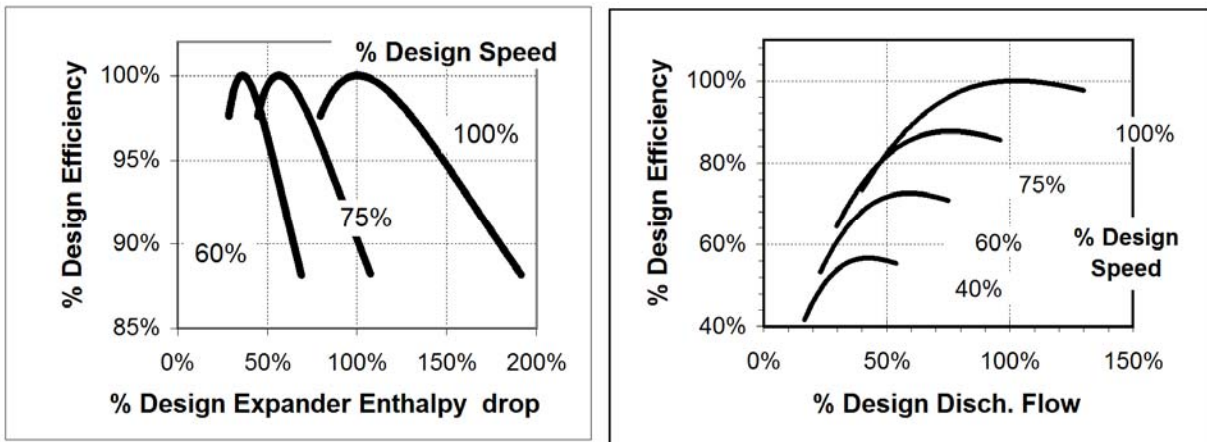 % Design Speed
% Design Efficiency
100%
95%
90%
85%
100%
75%
60%
0% 50% 100% 150% 200%
% Design Expander Enthalpy drop
% Design Efficiency
100%
80%
60%
40%
100%
75%
60%
40%
% Design
Speed
0% 50% 100% 150%
% Design Disch. Flow